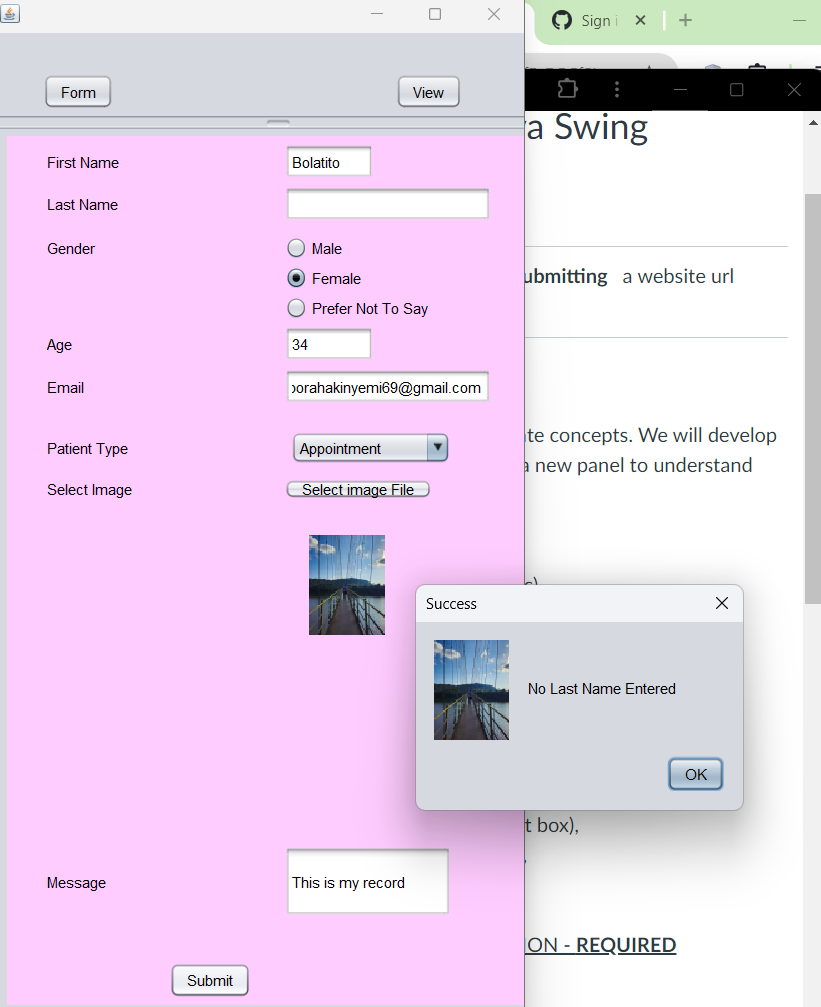 Sign i
Form
View
va Swing
First Name
Bolatito
Last Name
ubmitting a website url
Gender
Male
Female
Prefer Not To Say
Age
34
Email
orahakinyemi69@gmail.com
te concepts. We will develop
Patient Type
Appointment
a new panel to understand
Select Image
Select image File
Success
No Last Name Entered
OK
t box),
Message
This is my record
ON - REQUIRED
Submit